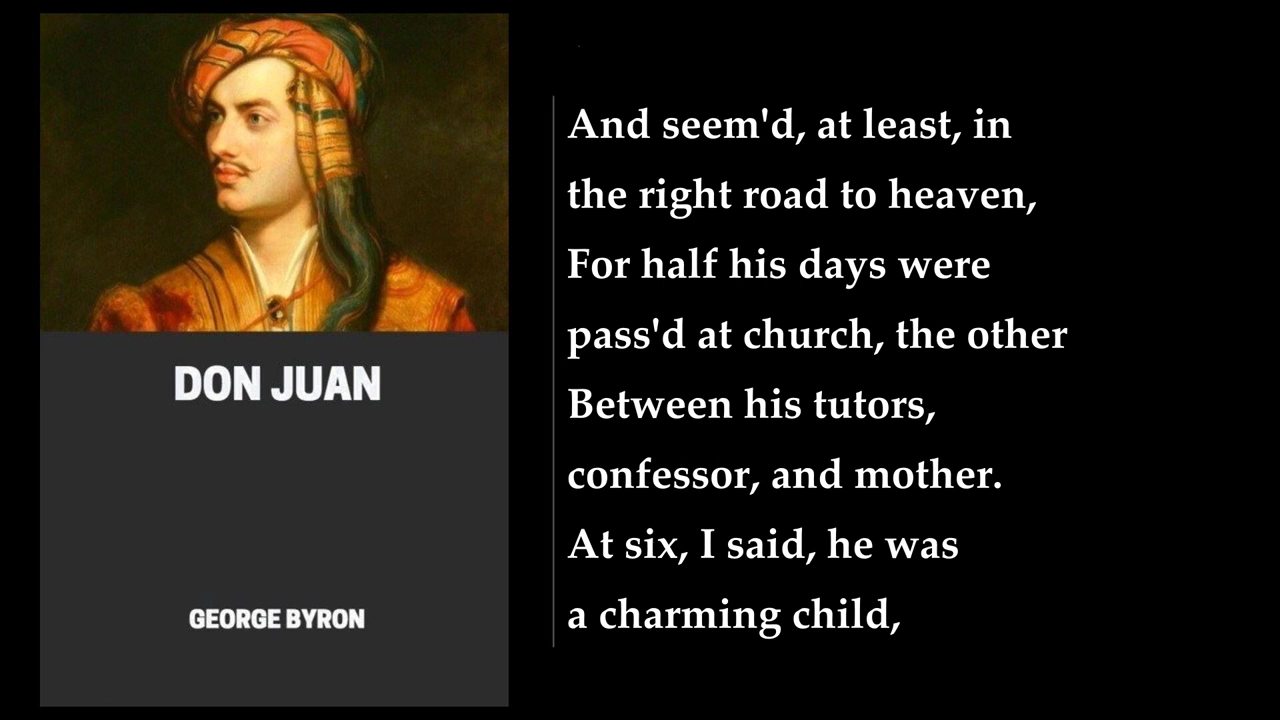 DON JUAN
GEORGE BYRON
And seem'd, at least, in
the right road to heaven,
For half his days were
pass'd at church, the other
Between his tutors,
confessor, and mother.
At six, I said, he was
a charming child,